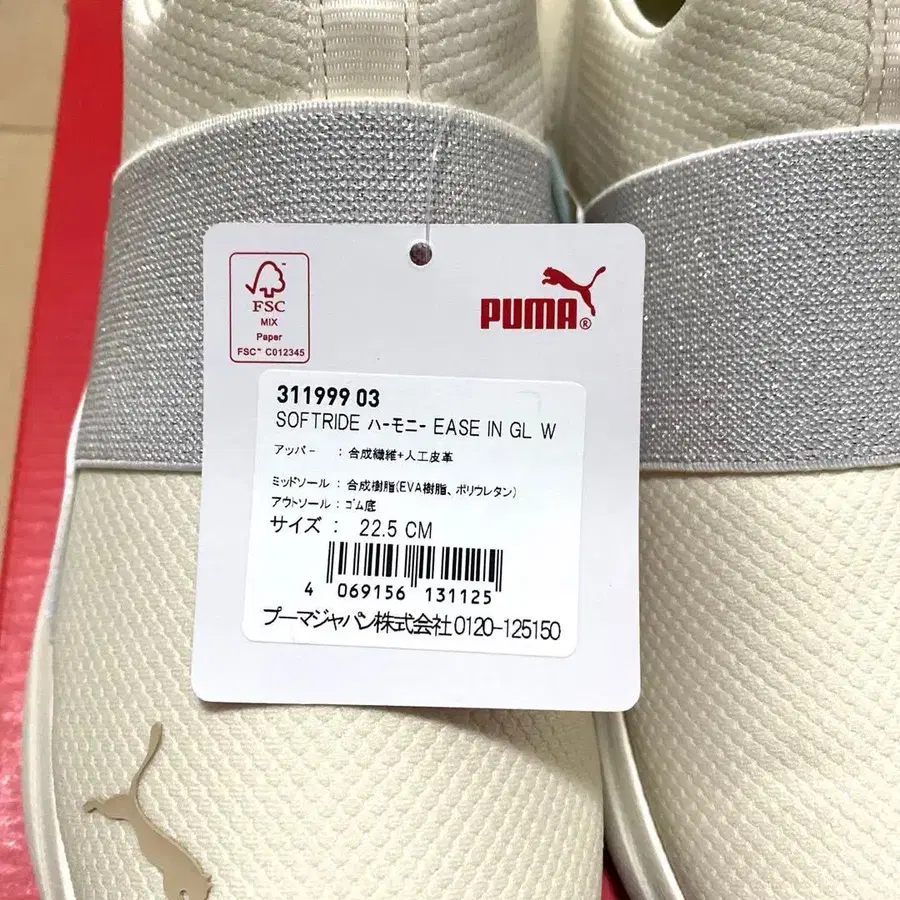 FSC
MIX
Paper
FSC™ C012345
PUMA®
311999 03
SOFTRIDE ハーモニー EASE IN GL W
アッパー : 合成繊維+人工皮革
ミッドソール : 合成樹脂(EVA樹脂、ポリウレタン)
アウトソール : ゴム底
サイズ : 22.5 CM
4 069156 131125
プーマジャパン株式会社0120-125150